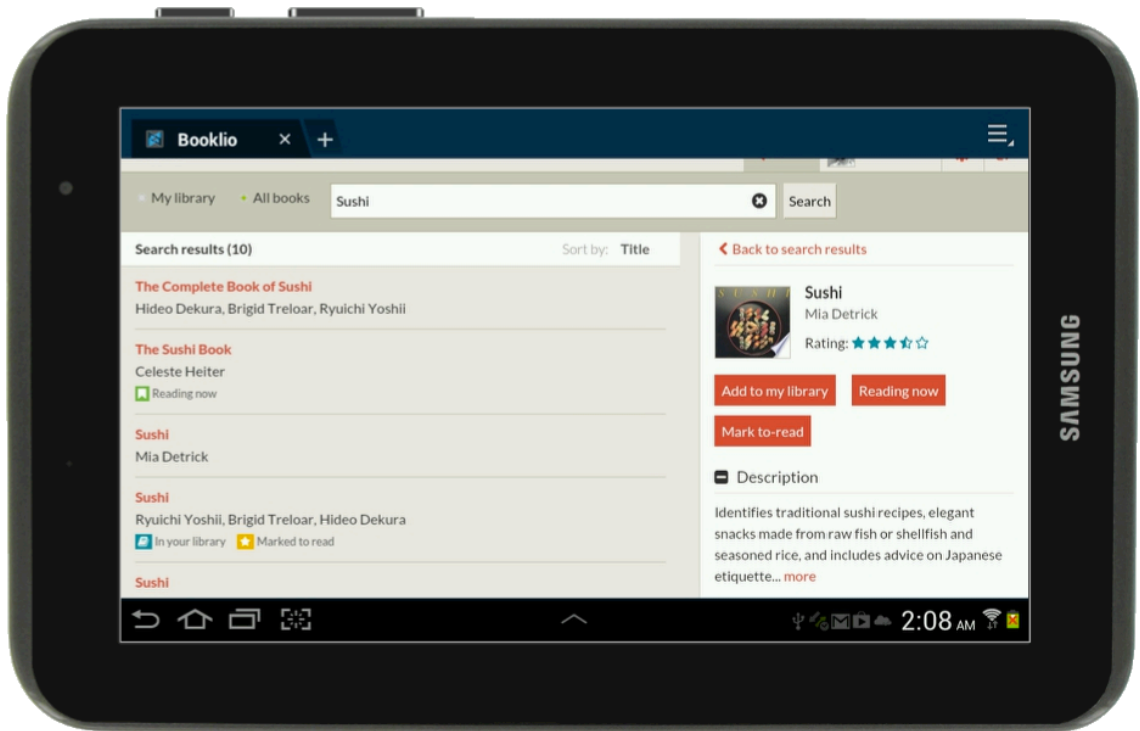 Booklio
My library
All books
Sushi
Search
Search results (10)
Sort by: Title
The Complete Book of Sushi
Hideo Dekura, Brigid Treloar, Ryuichi Yoshii
The Sushi Book
Celeste Heiter
Reading now
Sushi
Mia Detrick
Sushi
Ryuichi Yoshii, Brigid Treloar, Hideo Dekura
In your library Marked to read
Sushi
Back to search results
SUSHI
Sushi
Mia Detrick
Rating:
Add to my library
Reading now
Mark to-read
Description
Identifies traditional sushi recipes, elegant
snacks made from raw fish or shellfish and
seasoned rice, and includes advice on Japanese
etiquette... more
2:08 AM
SAMSUNG